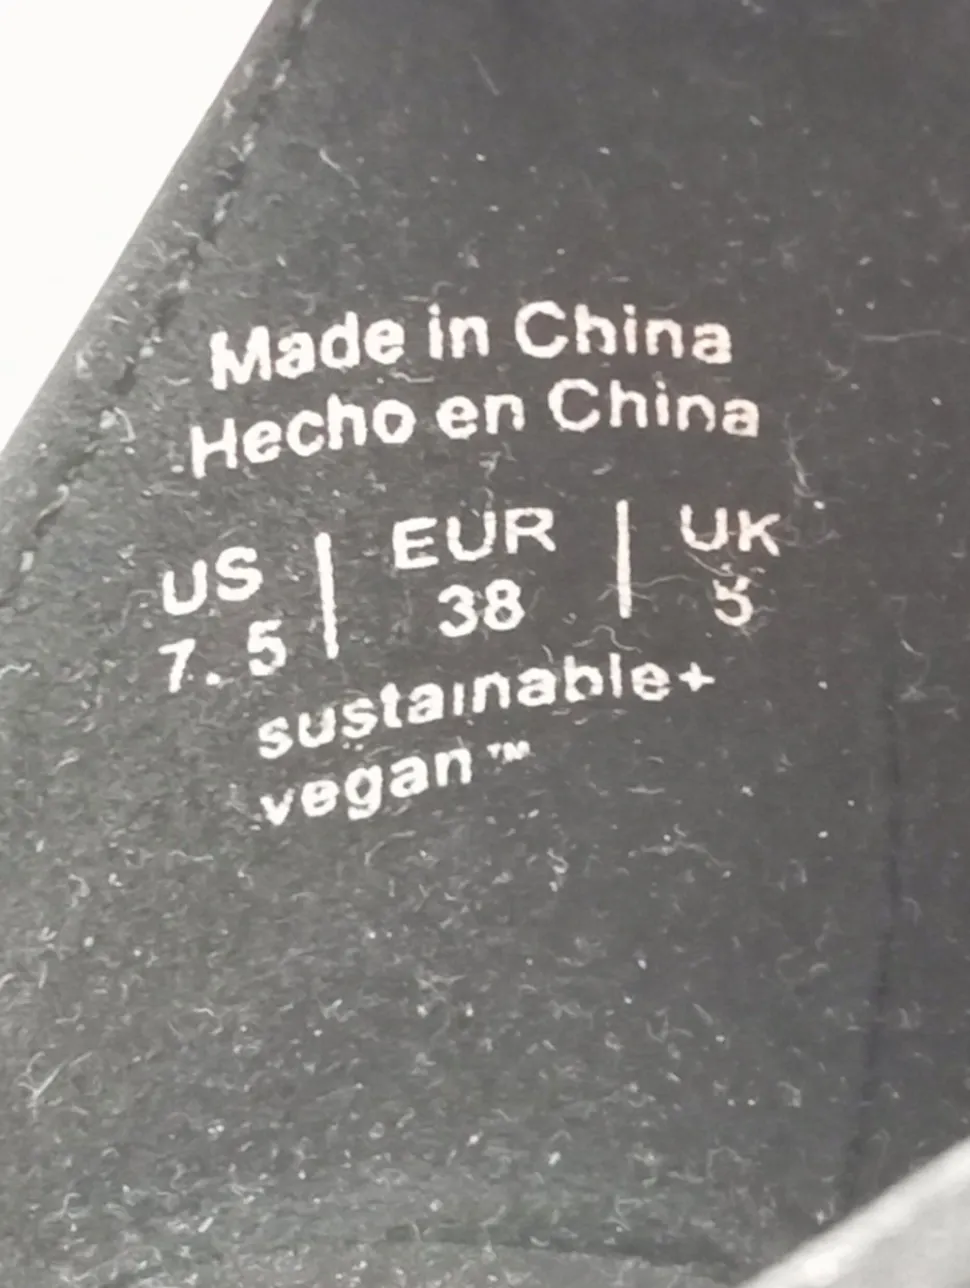 Made in China
Hecho en China
US | EUR | UK
7.5 | 38 | 5
sustainable+
vegan™